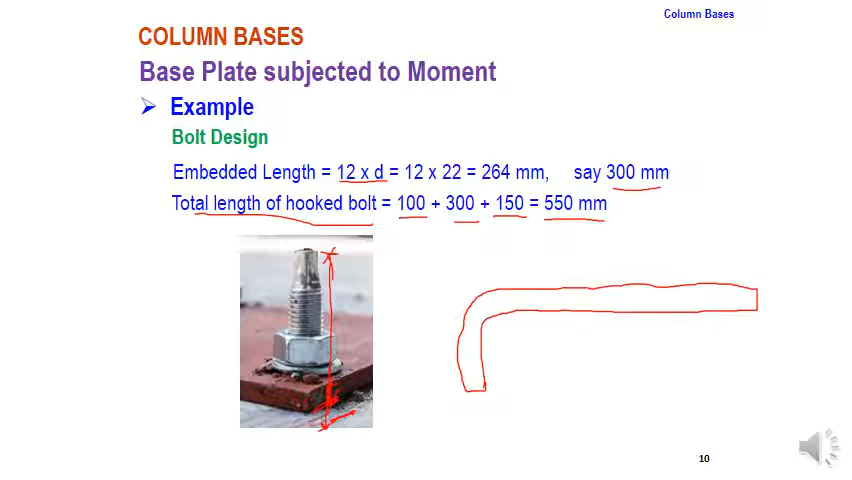 Column Bases
COLUMN BASES
Base Plate subjected to Moment
Example
Bolt Design
Embedded Length = 12 x d = 12 x 22 = 264 mm, say 300 mm
Total length of hooked bolt = 100 + 300 + 150 = 550 mm
10